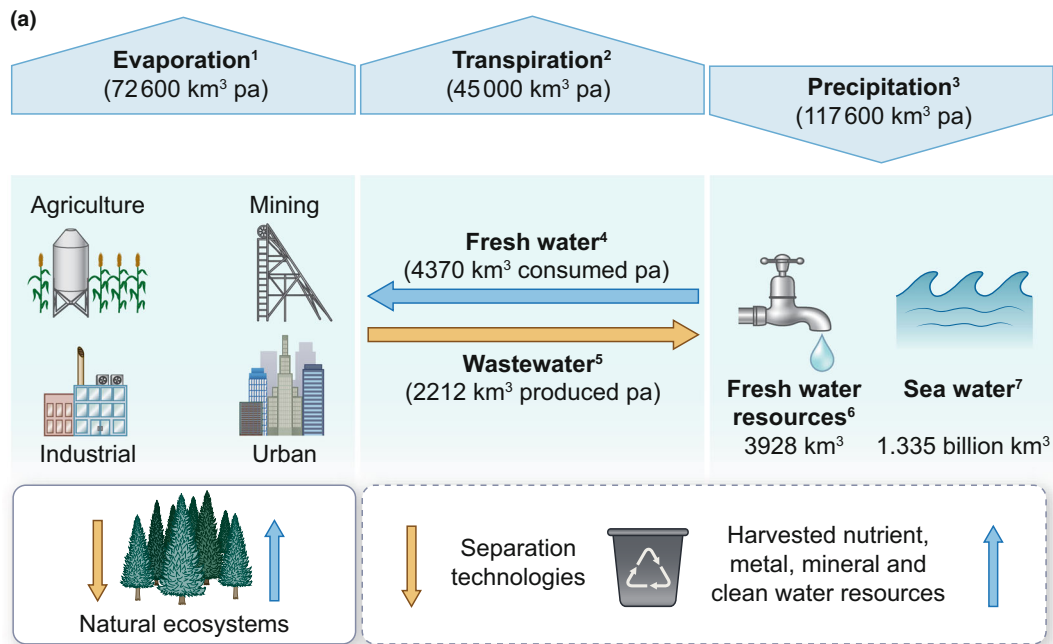 (a)
Evaporation¹
(72 600 km³ pa)
Transpiration²
(45 000 km³ pa)
Precipitation³
(117 600 km³ pa)
Agriculture
Mining
Industrial
Urban
Fresh water⁴
(4370 km³ consumed pa)
Wastewater⁵
(2212 km³ produced pa)
Fresh water
resources⁶
3928 km³
Sea water⁷
1.335 billion km³
Natural ecosystems
Separation
technologies
Harvested nutrient,
metal, mineral and
clean water resources